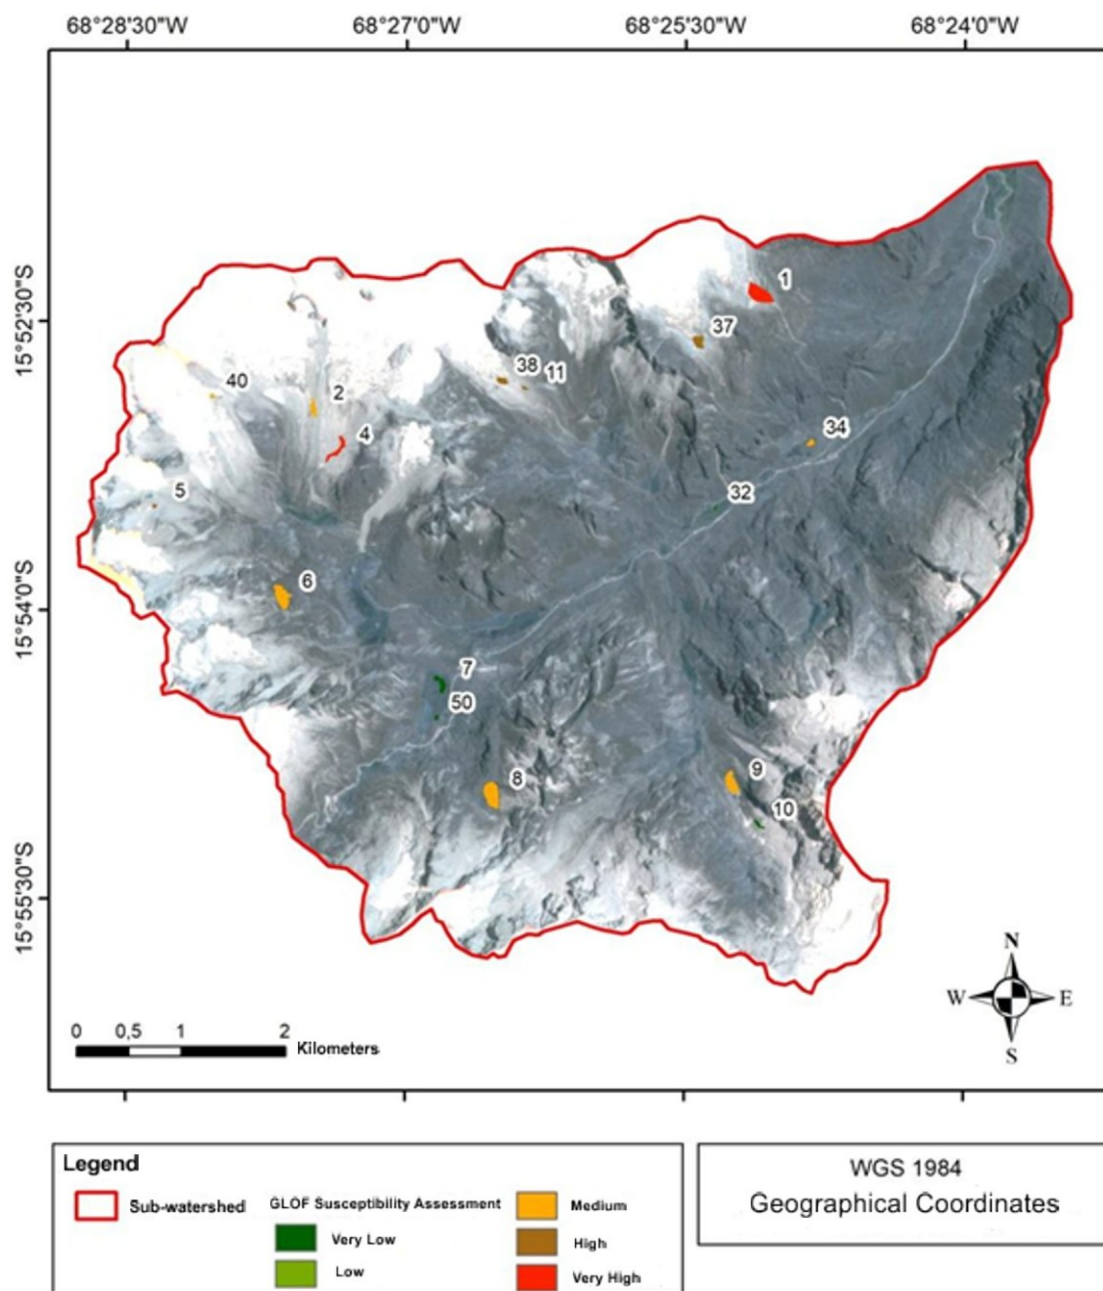 68°28'30"W 68°27'0"W 68°25'30"W 68°24'0"W
15°52'30"S
15°54'0"S
15°55'30"S
1
37
38 11
40
2
4
34
5
32
6
7
50
8
9
10
N
W E
S
0 0,5 1 2
Kilometers
Legend
Sub-watershed
GLOF Susceptibility Assessment
Very Low
Low
Medium
High
Very High
WGS 1984
Geographical Coordinates